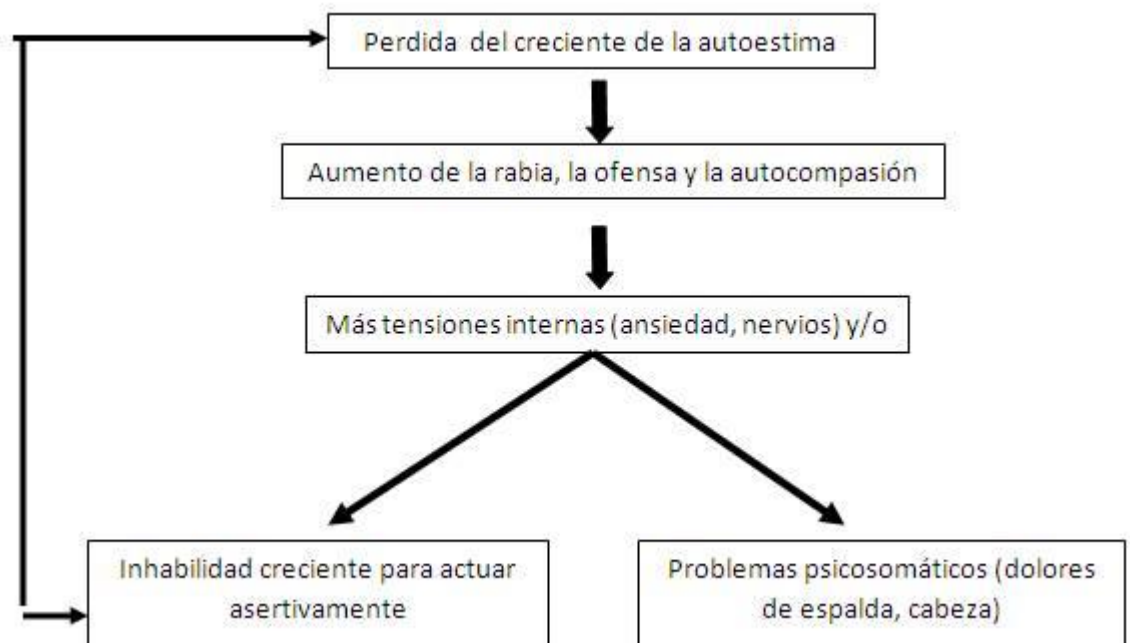 Perdida del creciente de la autoestima
Aumento de la rabia, la ofensa y la autocompasión
Más tensiones internas (ansiedad, nervios) y/o
Inhabilidad creciente para actuar
asertivamente
Problemas psicosomáticos (dolores
de espalda, cabeza)